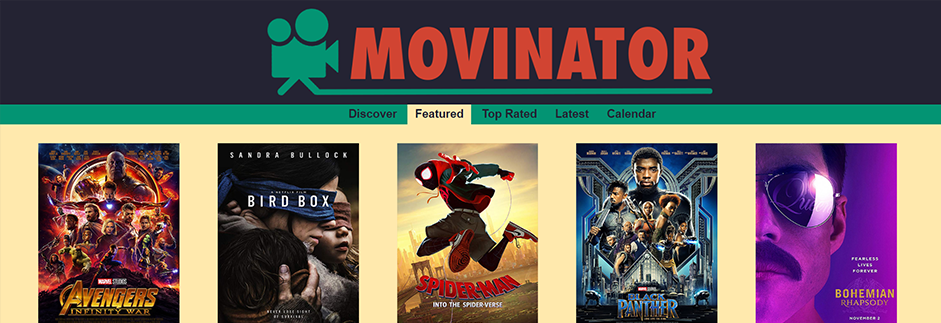 MOVINATOR
Discover Featured Top Rated Latest Calendar
MARVEL STUDIOS
AVENGERS
INFINITY WAR
SANDRA BULLOCK
A NETFLIX FILM
BIRD BOX
NEVER LOSE SIGHT
OF SURVIVAL
SPIDER-MAN
INTO THE SPIDER-VERSE
MARVEL STUDIOS
BLACK
PANTHER
FEARLESS
LIVES
FOREVER
BOHEMIAN
RHAPSODY
NOVEMBER 2